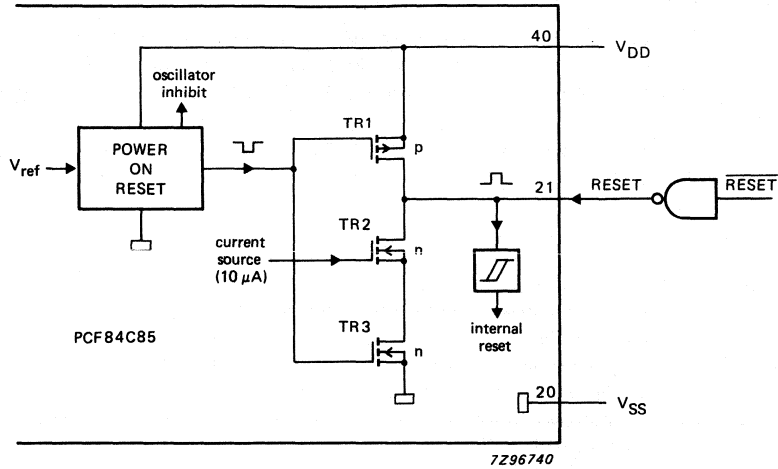 40
V_DD
oscillator
inhibit
TR1
p
POWER
ON
RESET
V_ref
21
RESET
RESET
TR2
n
current
source
(10 μA)
TR3
n
internal
reset
PCF84C85
20
V_SS
7Z96740